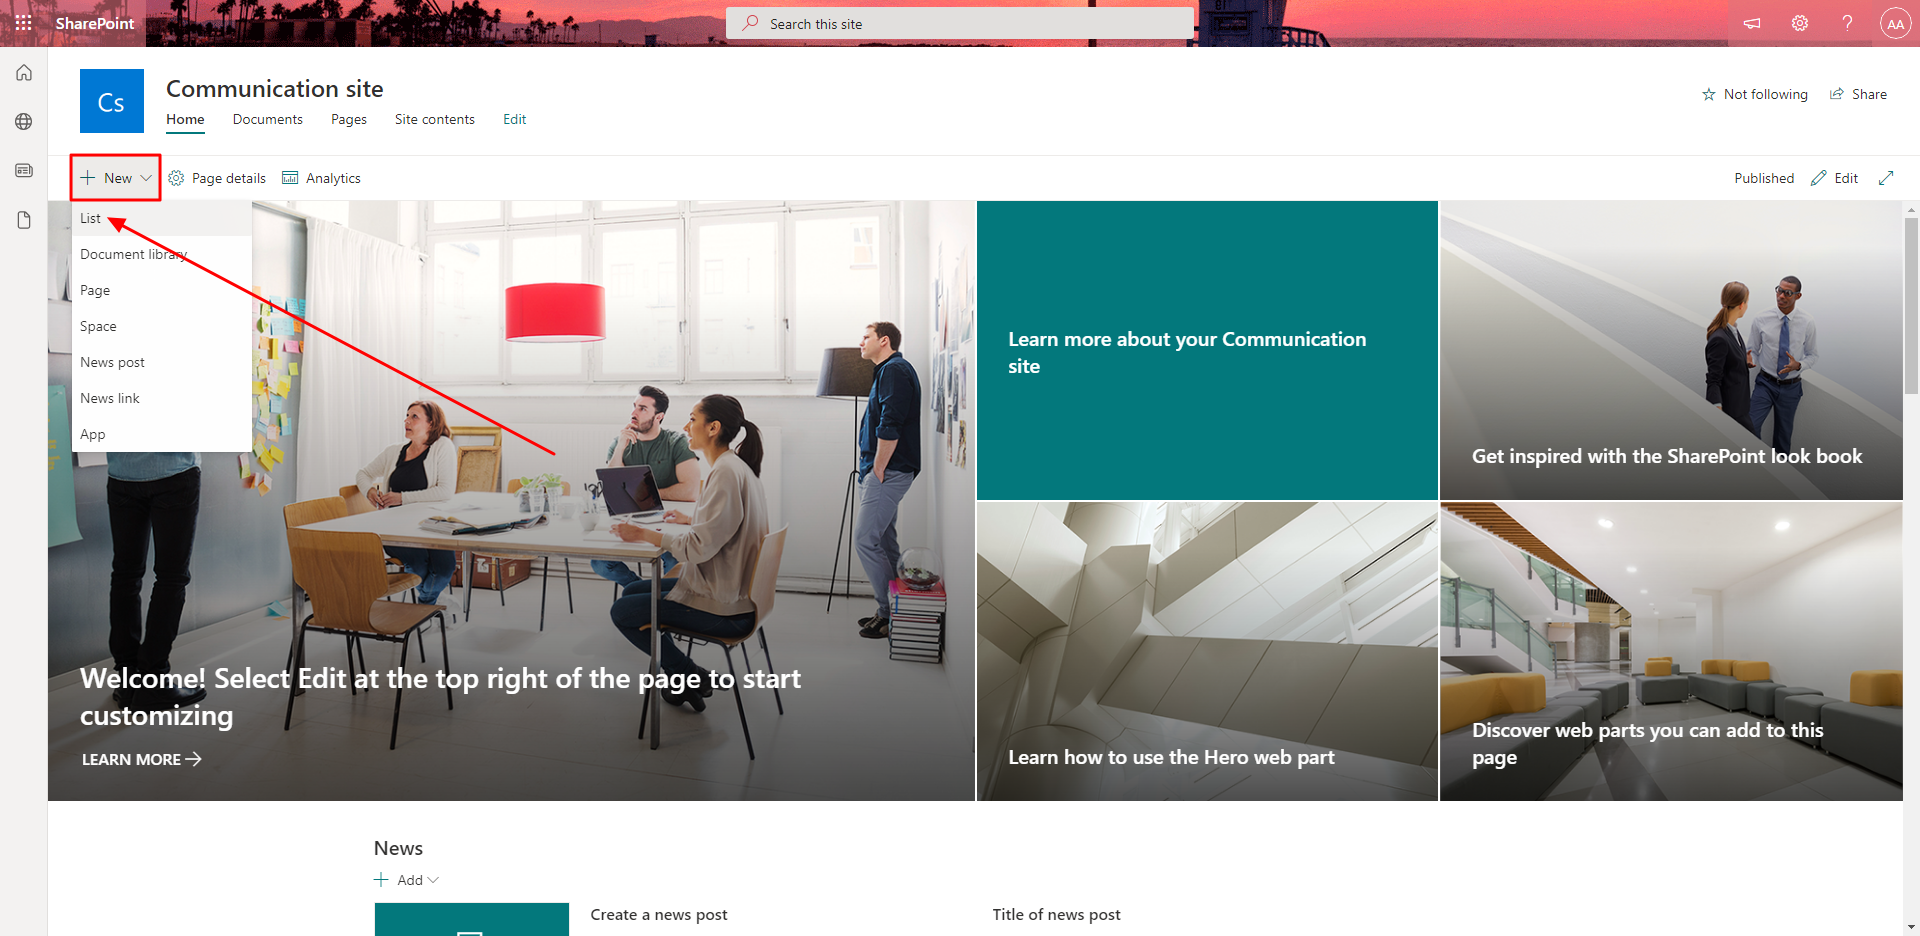 SharePoint
Search this site
AA
Cs
Communication site
Not following
Share
Home
Documents
Pages
Site contents
Edit
New
Page details
Analytics
Published
Edit
List
Document library
Page
Space
News post
News link
App
Welcome! Select Edit at the top right of the page to start
customizing
LEARN MORE
Learn more about your Communication
site
Get inspired with the SharePoint look book
Learn how to use the Hero web part
Discover web parts you can add to this
page
News
Add
Create a news post
Title of news post